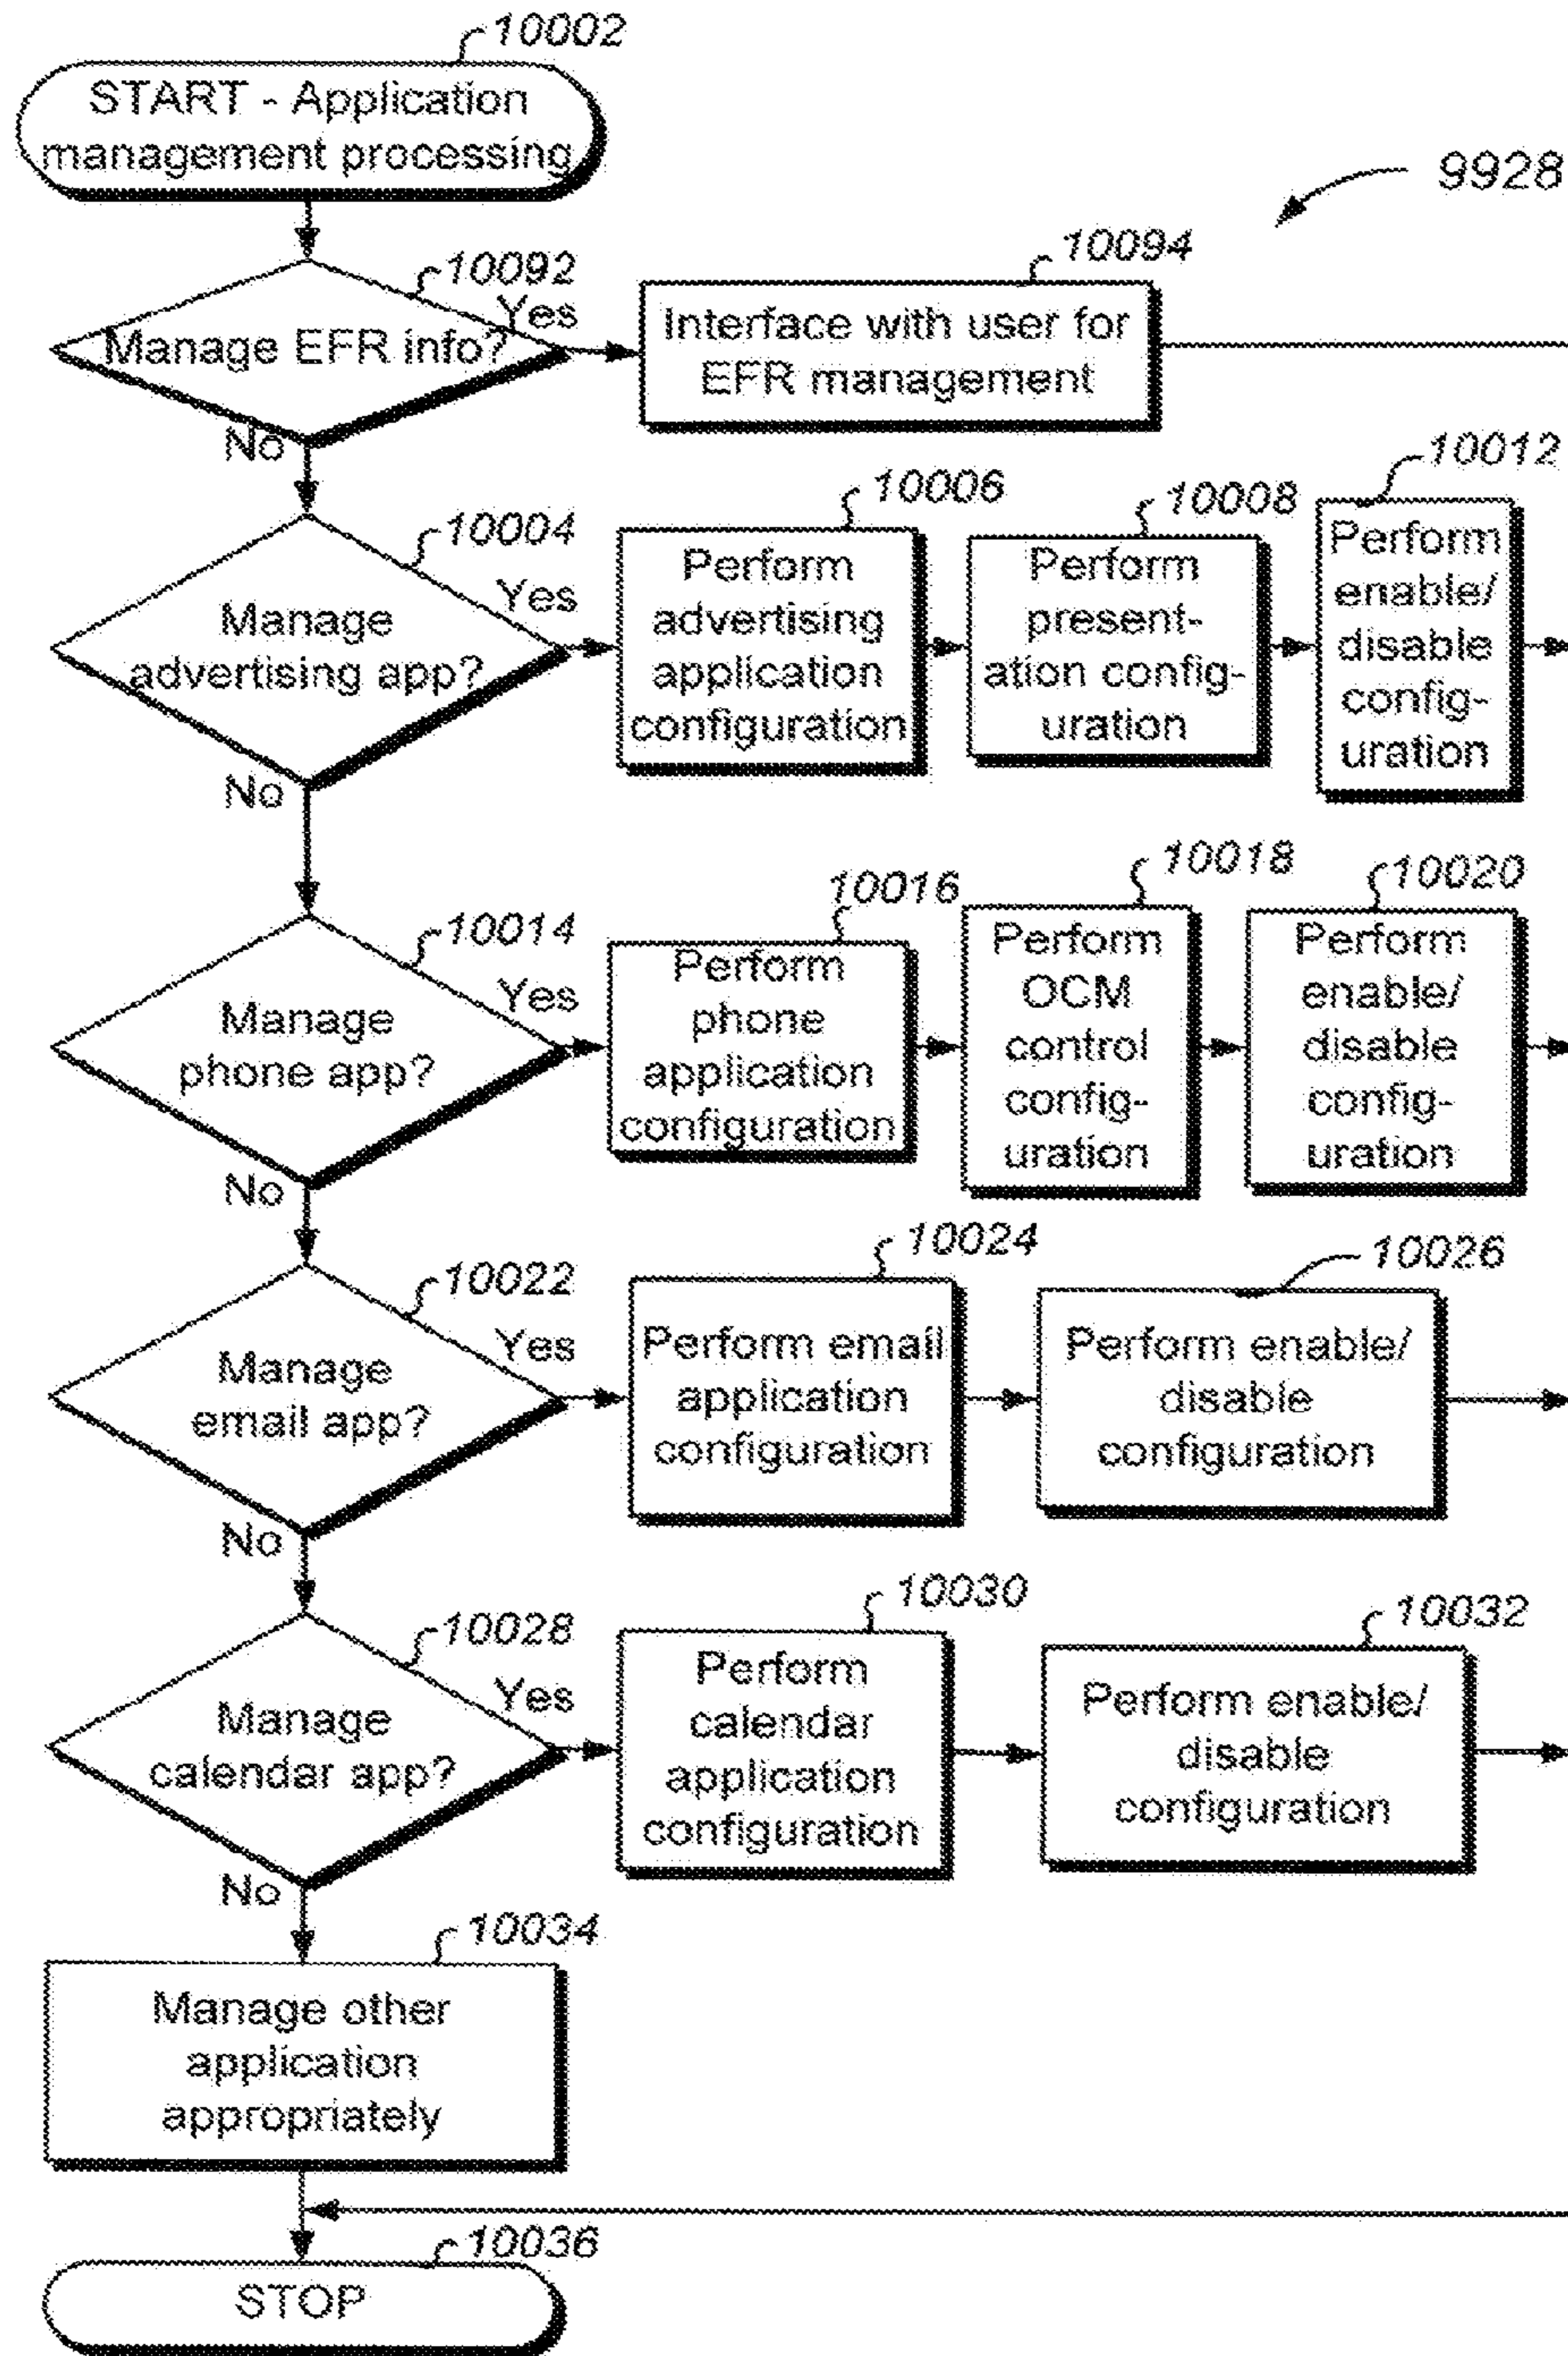 10002
START - Application
management processing
9928
10092
Manage EFR info?
Yes
No
10094
Interface with user for
EFR management
10004
Manage
advertising app?
Yes
No
10006
Perform
advertising
application
configuration
10008
Perform
present-
ation config-
uration
10012
Perform
enable/
disable
config-
uration
10014
Manage
phone app?
Yes
No
10016
Perform
phone
application
configuration
10018
Perform
OCM
control
config-
uration
10020
Perform
enable/
disable
config-
uration
10022
Manage
email app?
Yes
No
10024
Perform email
application
configuration
10026
Perform enable/
disable
configuration
10028
Manage
calendar app?
Yes
No
10030
Perform
calendar
application
configuration
10032
Perform enable/
disable
configuration
10034
Manage other
application
appropriately
10036
STOP